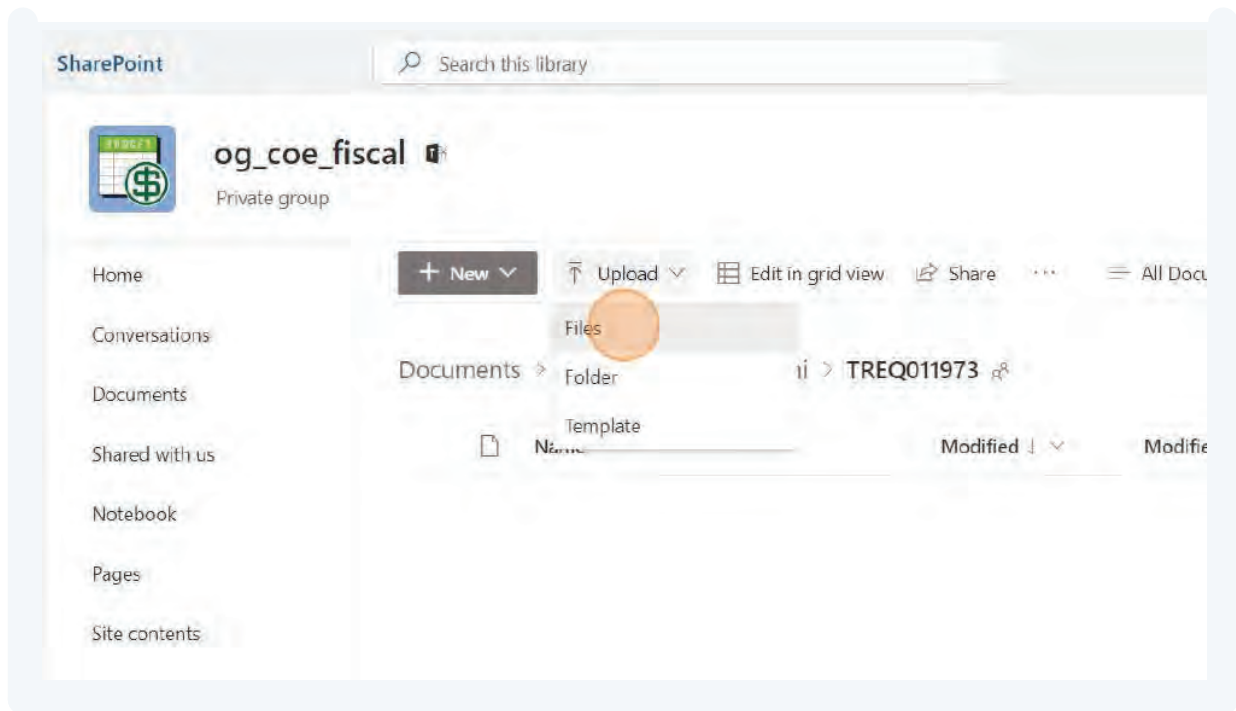 SharePoint
Search this library
og_coe_fiscal
Private group
Home
Conversations
Documents
Shared with us
Notebook
Pages
Site contents
+ New
Upload
Edit in grid view
Share
...
All Docu
Files
Folder
Template
Documents > > TREQ011973
Modified
Modifie